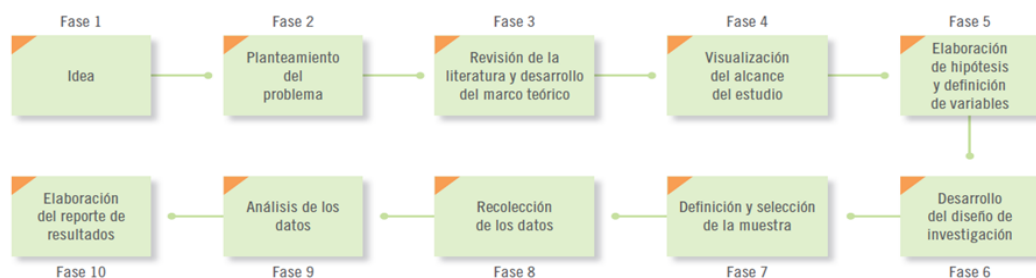 Fase 1
Idea
Fase 2
Planteamiento
del
problema
Fase 3
Revisión de la
literatura y desarrollo
del marco teórico
Fase 4
Visualización
del alcance
del estudio
Fase 5
Elaboración
de hipótesis
y definición
de variables
Desarrollo
del diseño de
investigación
Fase 6
Definición y selección
de la muestra
Fase 7
Recolección
de los datos
Fase 8
Análisis de los
datos
Fase 9
Elaboración
del reporte de
resultados
Fase 10